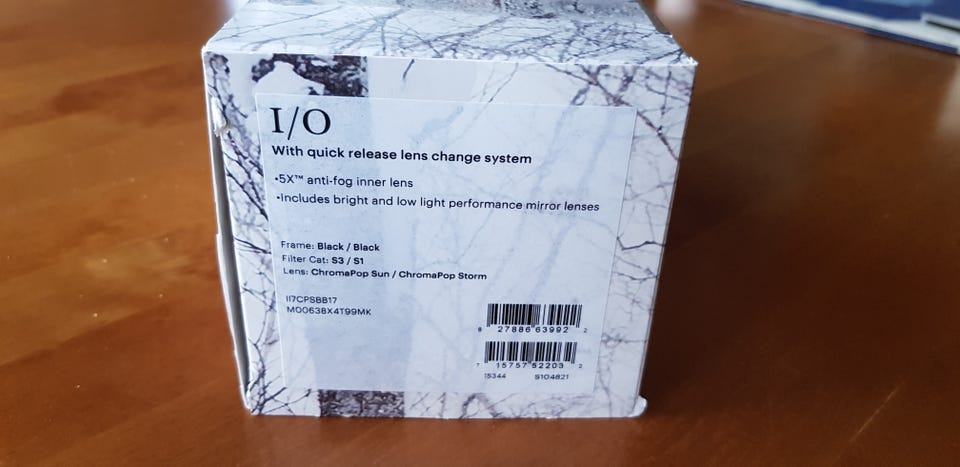 I/O
With quick release lens change system
•5X™ anti-fog inner lens
•Includes bright and low light performance mirror lenses
Frame: Black / Black
Filter Cat: S3 / S1
Lens: ChromaPop Sun / ChromaPop Storm
II7CPSBB17
M00638X4T99MK
8 27886 63992 2
7 15757 52203 2
15344 S104821